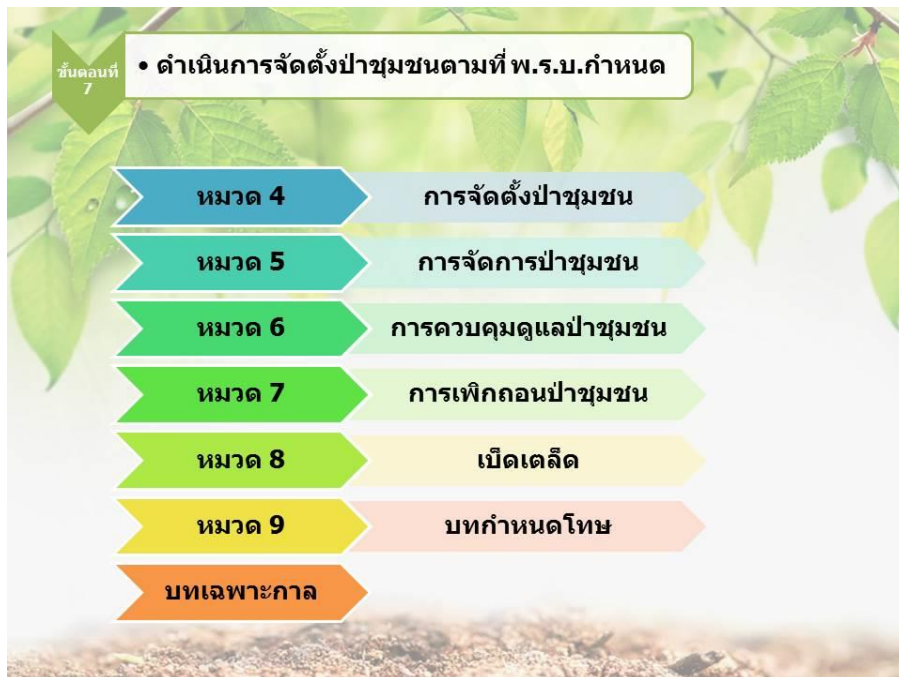 ขั้นตอนที่
7
• ดำเนินการจัดตั้งป่าชุมชนตามที่ พ.ร.บ.กำหนด
หมวด 4 การจัดตั้งป่าชุมชน
หมวด 5 การจัดการป่าชุมชน
หมวด 6 การควบคุมดูแลป่าชุมชน
หมวด 7 การเพิกถอนป่าชุมชน
หมวด 8 เบ็ดเตล็ด
หมวด 9 บทกำหนดโทษ
บทเฉพาะกาล